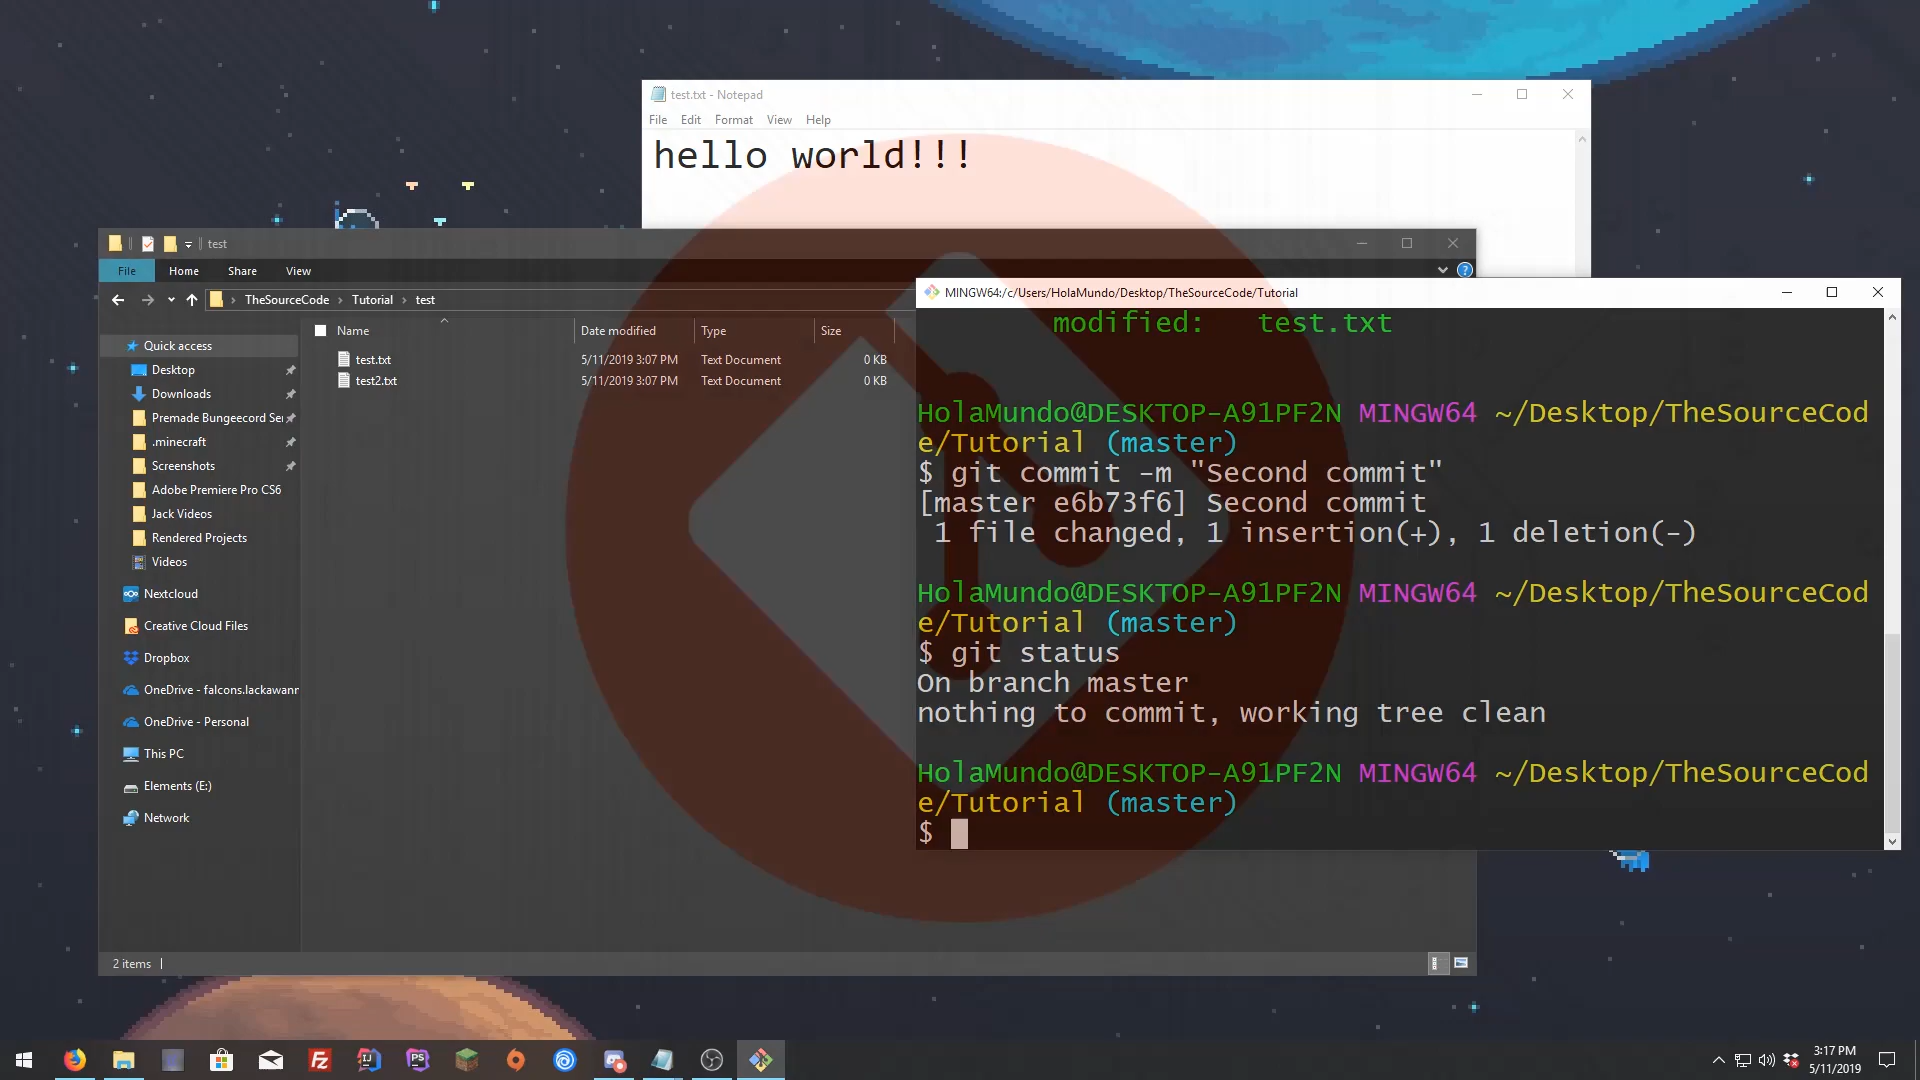 test.txt - Notepad
File Edit Format View Help
hello world!!!
test
File Home Share View
TheSourceCode › Tutorial › test
Name Date modified Type Size
test.txt 5/11/2019 3:07 PM Text Document 0 KB
test2.txt 5/11/2019 3:07 PM Text Document 0 KB
Quick access
Desktop
Downloads
Premade Bungeecord Se
.minecraft
Screenshots
Adobe Premiere Pro CS6
Jack Videos
Rendered Projects
Videos
Nextcloud
Creative Cloud Files
Dropbox
OneDrive - falcons.lackawann
OneDrive - Personal
This PC
Elements (E:)
Network
2 items
MINGW64:/c/Users/HolaMundo/Desktop/TheSourceCode/Tutorial
modified: test.txt
HolaMundo@DESKTOP-A91PF2N MINGW64 ~/Desktop/TheSourceCod
e/Tutorial (master)
$ git commit -m "Second commit"
[master e6b73f6] Second commit
1 file changed, 1 insertion(+), 1 deletion(-)
HolaMundo@DESKTOP-A91PF2N MINGW64 ~/Desktop/TheSourceCod
e/Tutorial (master)
$ git status
On branch master
nothing to commit, working tree clean
HolaMundo@DESKTOP-A91PF2N MINGW64 ~/Desktop/TheSourceCod
e/Tutorial (master)
$
3:17 PM
5/11/2019